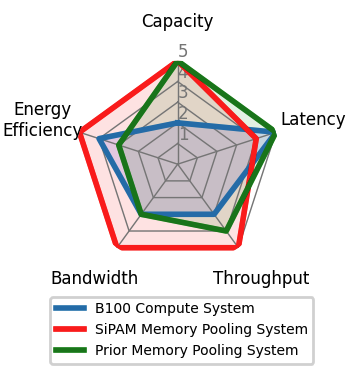 Capacity
5
4
3
2
1
Energy
Efficiency
Latency
Bandwidth
Throughput
B100 Compute System
SiPAM Memory Pooling System
Prior Memory Pooling System